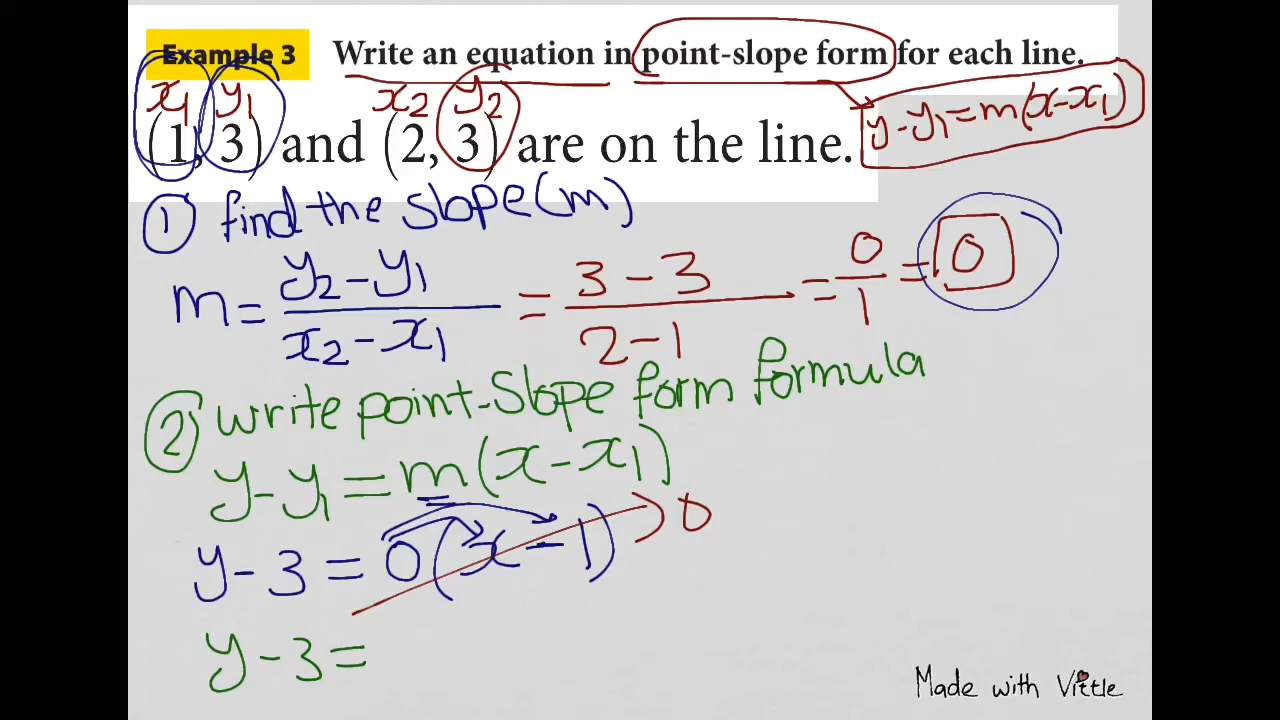 Example 3 Write an equation in point-slope form for each line.
x₁ y₁ x₂ y₂
(1, 3) and (2, 3) are on the line. y-y₁=m(x-x₁)
① find the slope(m)
m = y₂-y₁ / x₂-x₁ = 3-3 / 2-1 = 0/1 = 0
② write point-slope form formula
y-y₁ = m(x-x₁)
y-3 = 0(x-1) 0
y-3 =
Made with Vittle